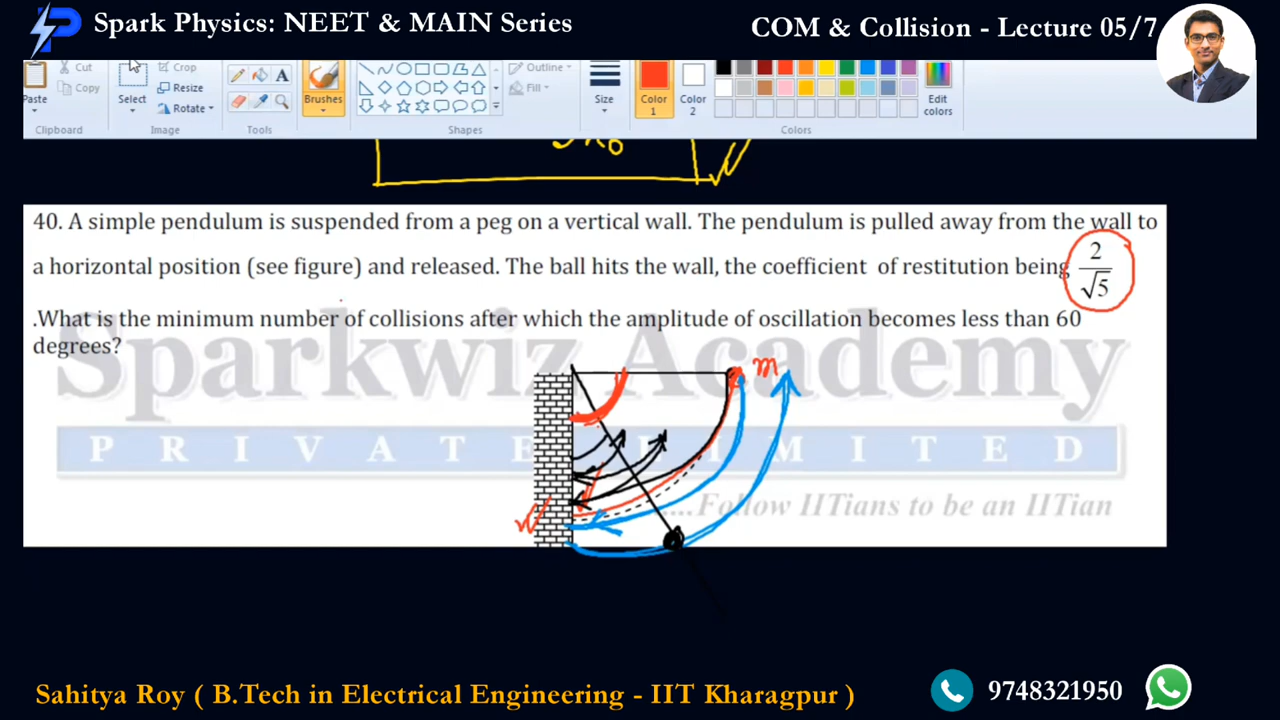 Spark Physics: NEET & MAIN Series
COM & Collision - Lecture 05/7
Cut
Copy
Paste
Clipboard
Select
Crop
Resize
Rotate
Image
Tools
Brushes
Shapes
Outline
Fill
Size
Color 1
Color 2
Edit colors
Colors
40. A simple pendulum is suspended from a peg on a vertical wall. The pendulum is pulled away from the wall to
a horizontal position (see figure) and released. The ball hits the wall, the coefficient of restitution being 2/√5
.What is the minimum number of collisions after which the amplitude of oscillation becomes less than 60
degrees?
Sparkwiz Academy
m
PRIVATE LIMITED
....Follow IITians to be an IITian
Sahitya Roy ( B.Tech in Electrical Engineering - IIT Kharagpur )
9748321950